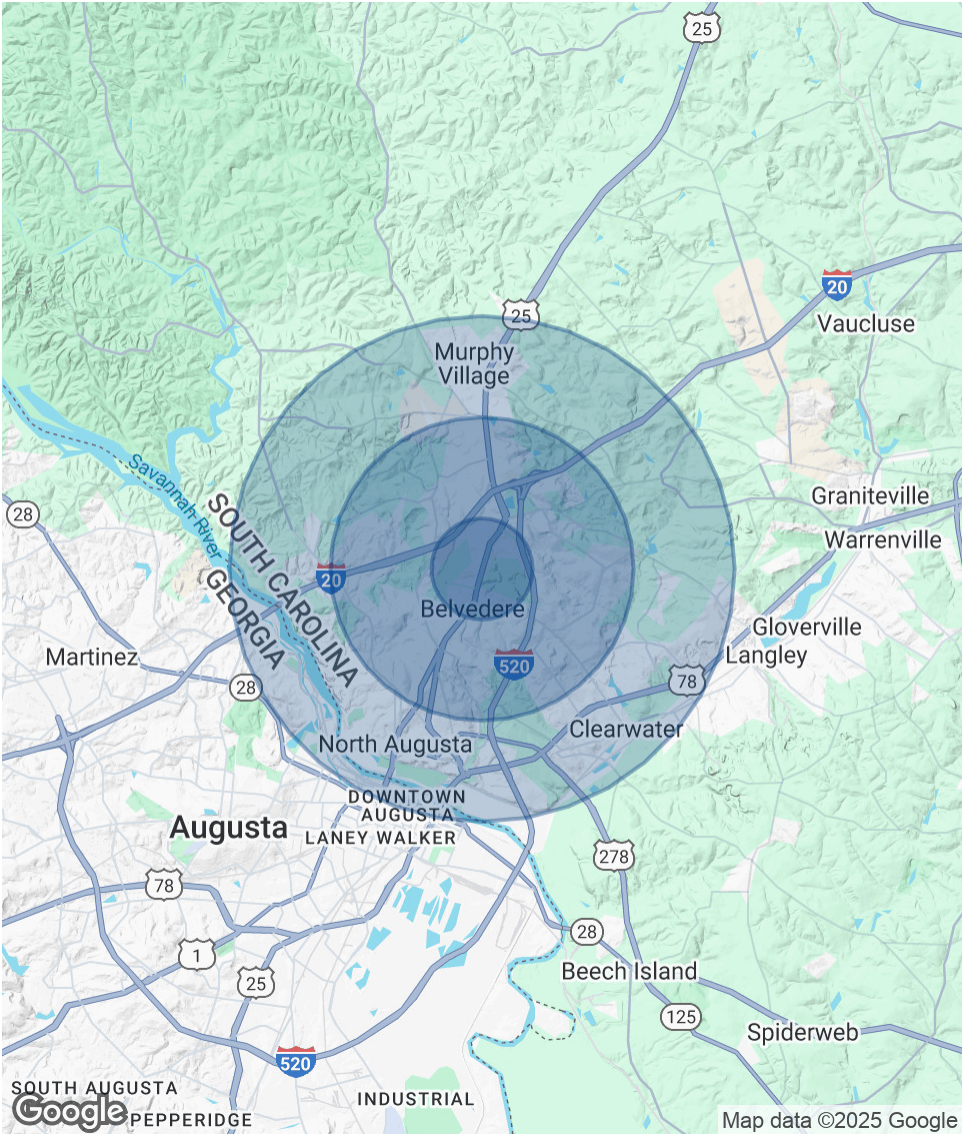 25
20
Vaucluse
25
Murphy
Village
Savannah River
SOUTH CAROLINA
GEORGIA
28
Graniteville
Warrenville
20
Belvedere
Gloverville
Langley
Martinez
520
28
78
Clearwater
North Augusta
DOWNTOWN
AUGUSTA
Augusta
LANEY WALKER
278
78
28
1
25
Beech Island
125
Spiderweb
520
SOUTH AUGUSTA
INDUSTRIAL
Google
PEPPERIDGE
Map data ©2025 Google